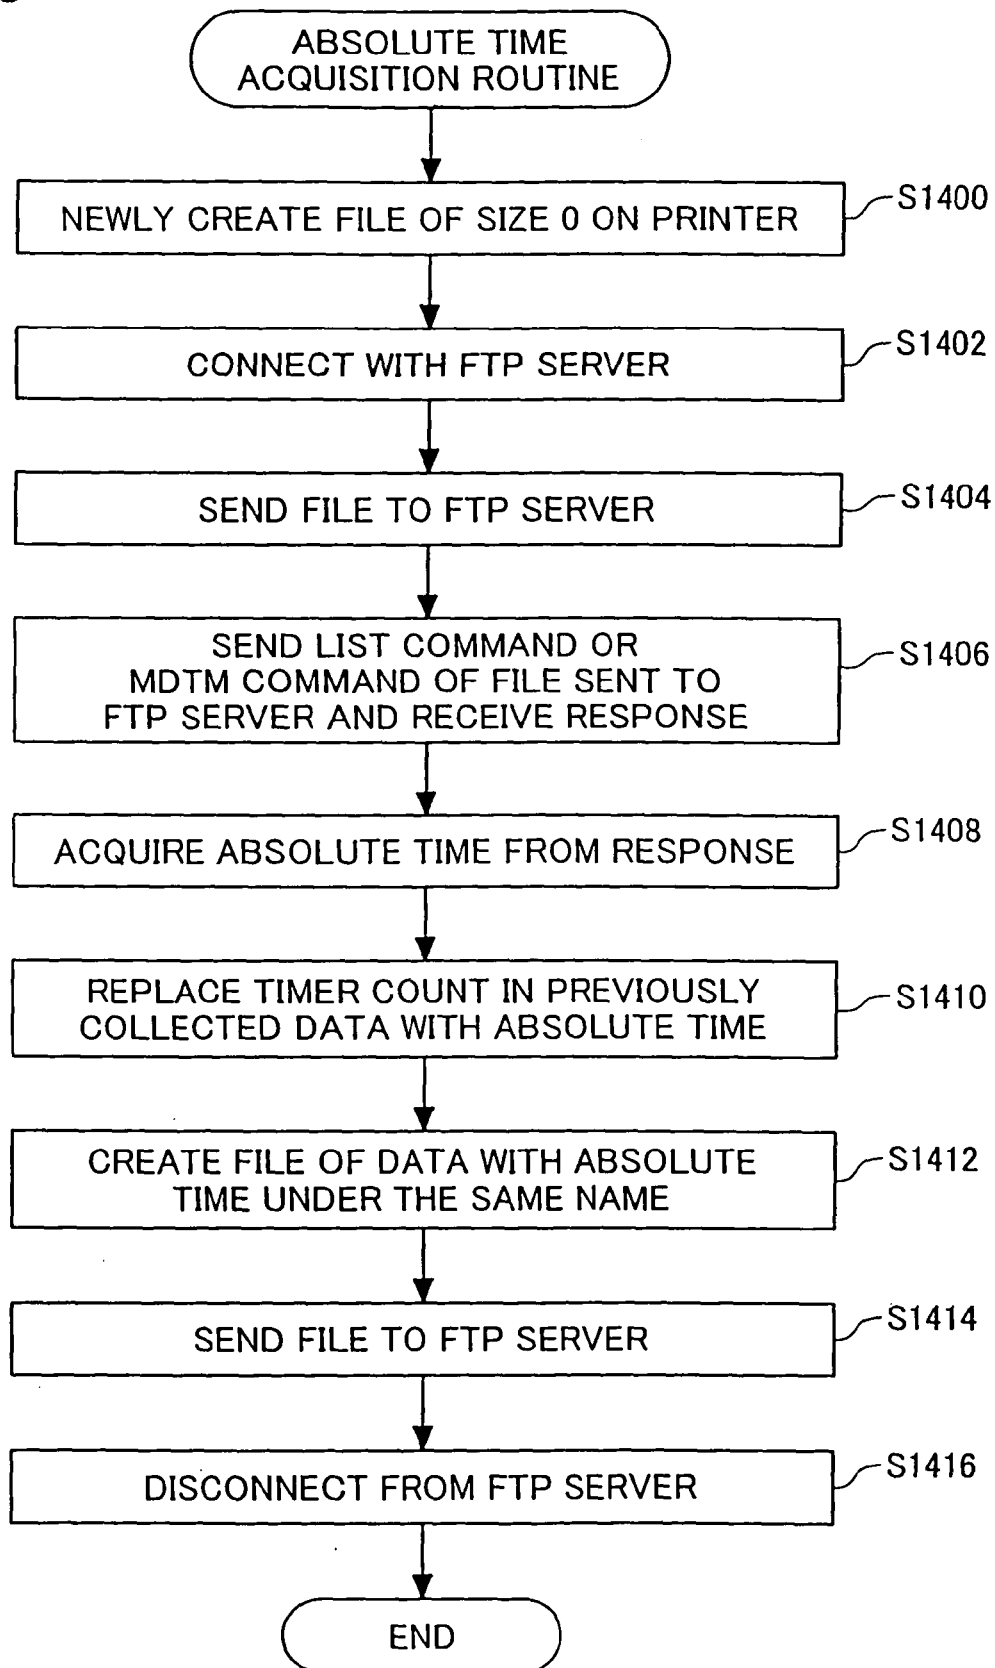 ABSOLUTE TIME
ACQUISITION ROUTINE
NEWLY CREATE FILE OF SIZE 0 ON PRINTER
S1400
CONNECT WITH FTP SERVER
S1402
SEND FILE TO FTP SERVER
S1404
SEND LIST COMMAND OR
MDTM COMMAND OF FILE SENT TO
FTP SERVER AND RECEIVE RESPONSE
S1406
ACQUIRE ABSOLUTE TIME FROM RESPONSE
S1408
REPLACE TIMER COUNT IN PREVIOUSLY
COLLECTED DATA WITH ABSOLUTE TIME
S1410
CREATE FILE OF DATA WITH ABSOLUTE
TIME UNDER THE SAME NAME
S1412
SEND FILE TO FTP SERVER
S1414
DISCONNECT FROM FTP SERVER
S1416
END